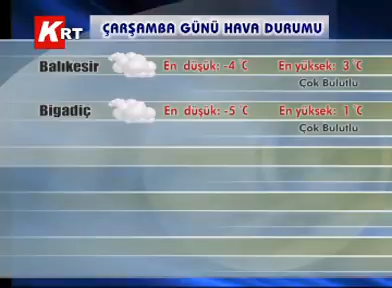 KRT
ÇARŞAMBA GÜNÜ HAVA DURUMU
Balıkesir En düşük: -4 C En yüksek: 3 °C
Çok Bulutlu
Bigadiç En düşük: -5 C En yüksek: 1 °C
Çok Bulutlu